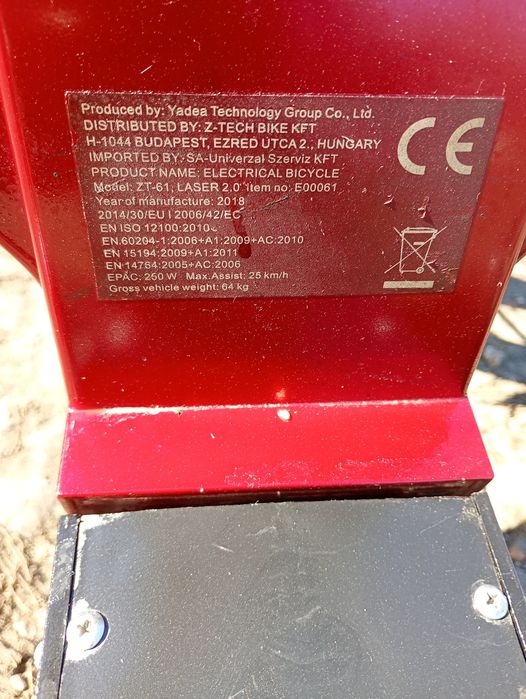 Produced by: Yadea Technology Group Co., Ltd.
DISTRIBUTED BY: Z-TECH BIKE KFT
H-1044 BUDAPEST, EZRED UTCA 2., HUNGARY
IMPORTED BY: SA-Univerzal Szerviz KFT
PRODUCT NAME: ELECTRICAL BICYCLE
Model: ZT-61, LASER 2.0 item no: E00061
Year of manufacture: 2018
2014/30/EU I 2006/42/EC
EN ISO 12100:2010
EN.60204-1:2006+A1:2009+AC:2010
EN 15194:2009+A1:2011
EN 14764:2005+AC:2006
EPAC: 250 W Max.Assist: 25 km/h
Gross vehicle weight: 64 kg
CE